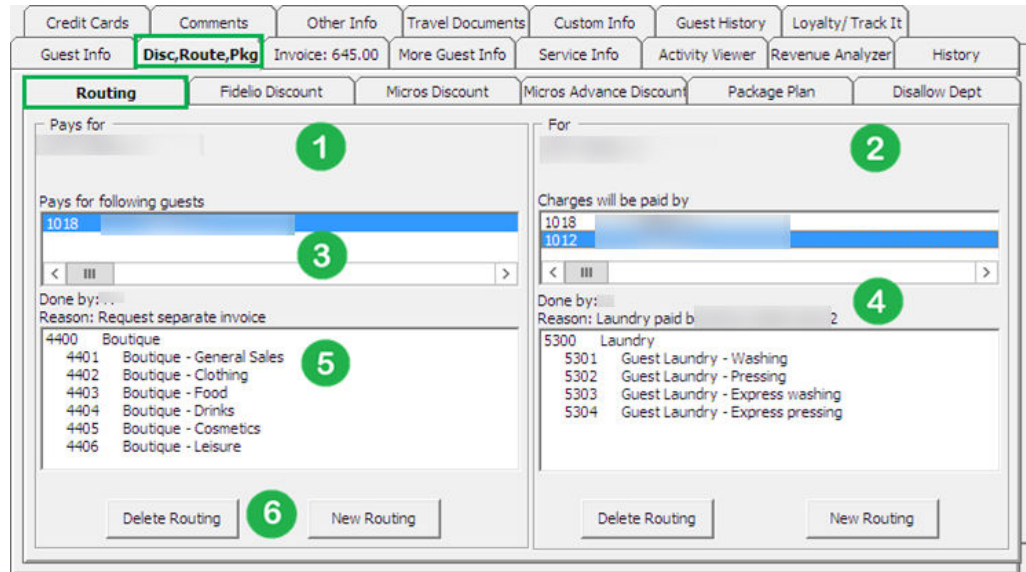 Credit Cards Comments Other Info Travel Documents Custom Info Guest History Loyalty/ Track It
Guest Info Disc,Route,Pkg Invoice: 645.00 More Guest Info Service Info Activity Viewer Revenue Analyzer History
Routing Fidelio Discount Micros Discount Micros Advance Discount Package Plan Disallow Dept
Pays for
1
Pays for following guests
1018
3
Done by:
Reason: Request separate invoice
4400 Boutique
4401 Boutique - General Sales
4402 Boutique - Clothing
4403 Boutique - Food
4404 Boutique - Drinks
4405 Boutique - Cosmetics
4406 Boutique - Leisure
5
Delete Routing 6 New Routing
For
2
Charges will be paid by
1018
1012
4
Done by:
Reason: Laundry paid b 2
5300 Laundry
5301 Guest Laundry - Washing
5302 Guest Laundry - Pressing
5303 Guest Laundry - Express washing
5304 Guest Laundry - Express pressing
Delete Routing New Routing